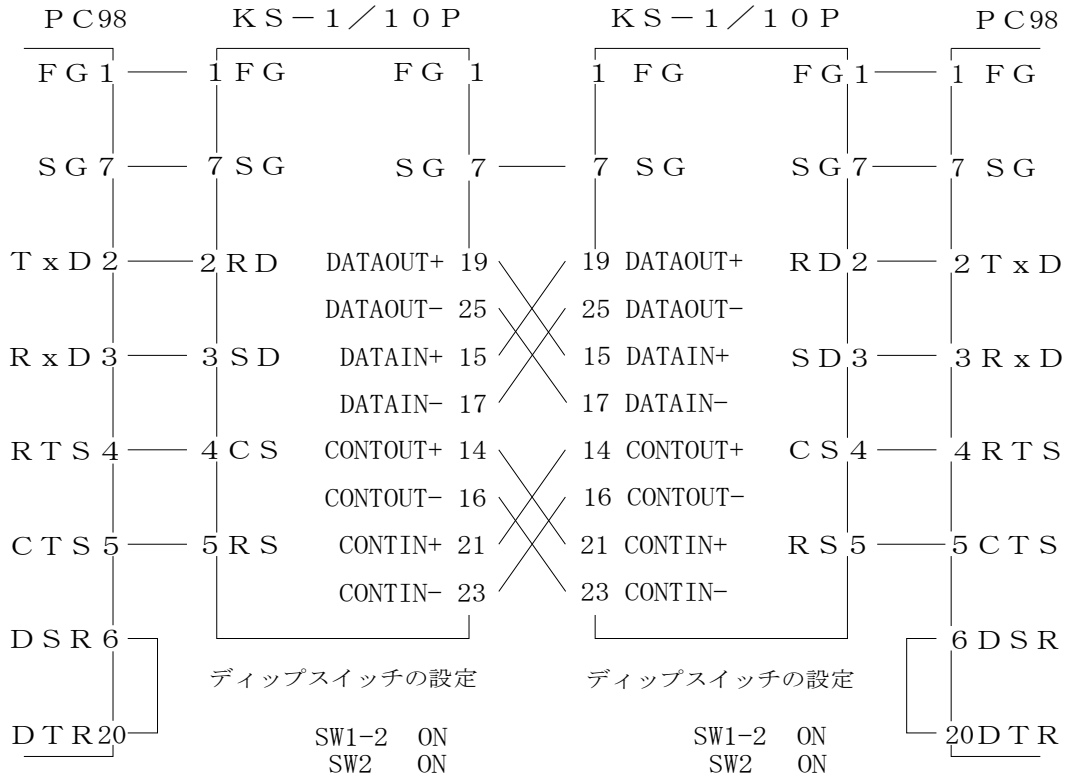 ＰＣ98 ＫＳ－１／１０Ｐ ＫＳ－１／１０Ｐ ＰＣ98
ＦＧ1 1ＦＧ ＦＧ 1 1 ＦＧ ＦＧ1 1 ＦＧ
ＳＧ7 7ＳＧ ＳＧ 7 7 ＳＧ ＳＧ7 7 ＳＧ
ＴｘＤ2 2ＲＤ DATAOUT+ 19 19 DATAOUT+ ＲＤ2 2ＴｘＤ
DATAOUT- 25 25 DATAOUT-
ＲｘＤ3 3ＳＤ DATAIN+ 15 15 DATAIN+ ＳＤ3 3ＲｘＤ
DATAIN- 17 17 DATAIN-
ＲＴＳ4 4ＣＳ CONTOUT+ 14 14 CONTOUT+ ＣＳ4 4ＲＴＳ
CONTOUT- 16 16 CONTOUT-
ＣＴＳ5 5ＲＳ CONTIN+ 21 21 CONTIN+ ＲＳ5 5ＣＴＳ
CONTIN- 23 23 CONTIN-
ＤＳＲ6 6ＤＳＲ
ディップスイッチの設定 ディップスイッチの設定
ＤＴＲ20 20ＤＴＲ
SW1-2 ON SW1-2 ON
SW2 ON SW2 ON